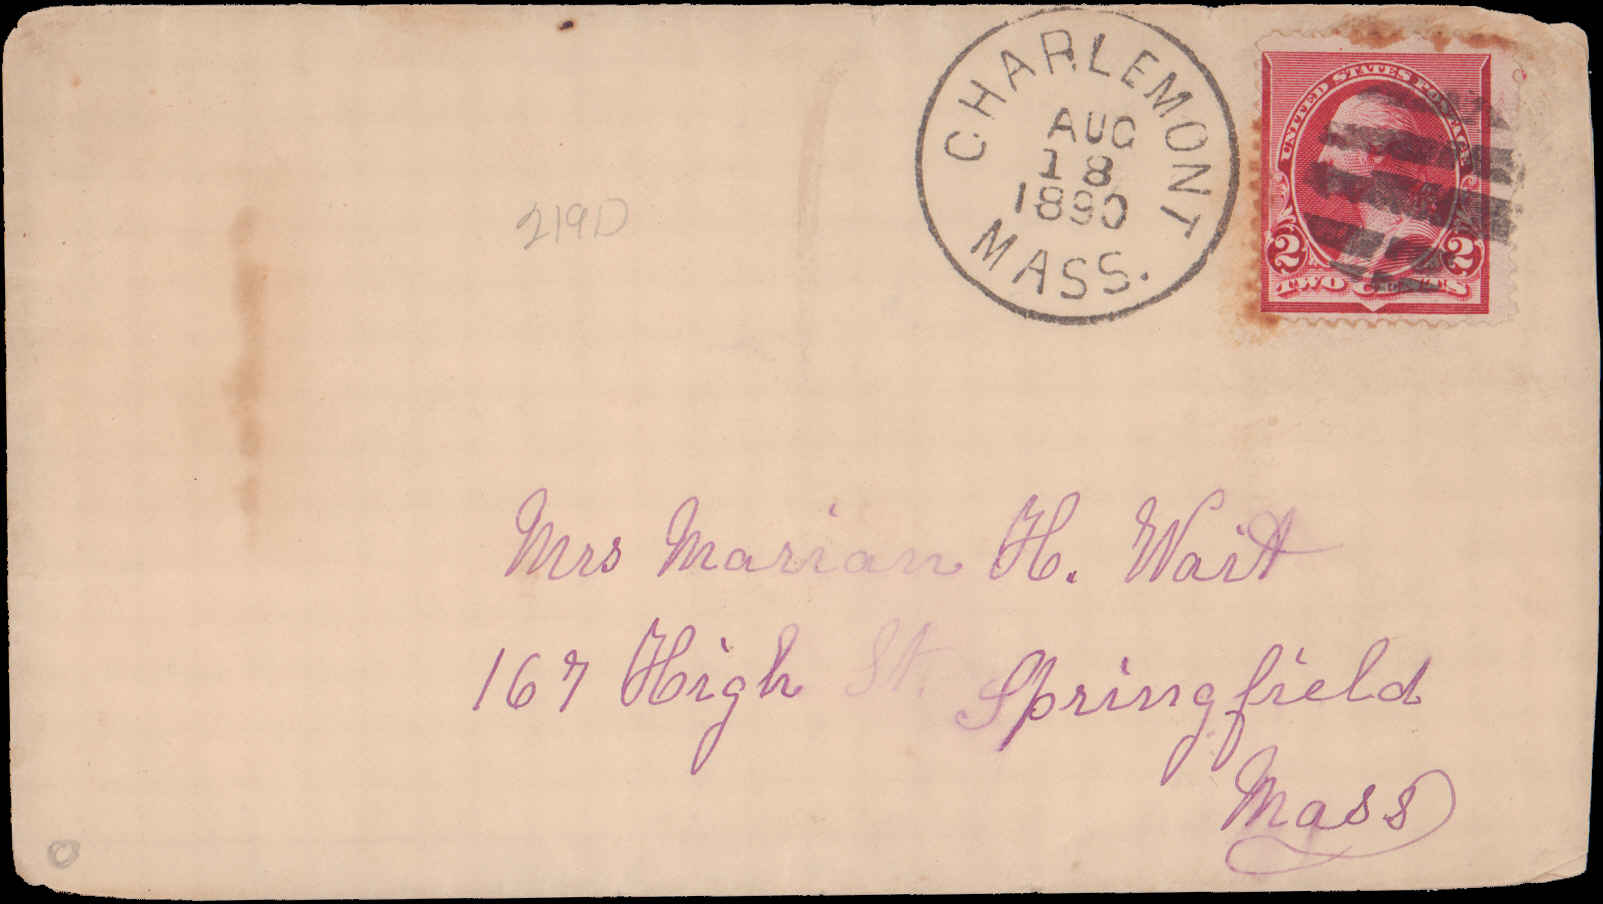 CHARLEMONT
AUG
18
1890
MASS.
UNITED STATES POSTAGE
2 2
TWO CENTS
219D
Mrs Marian H. Wait
167 High St. Springfield
Mass